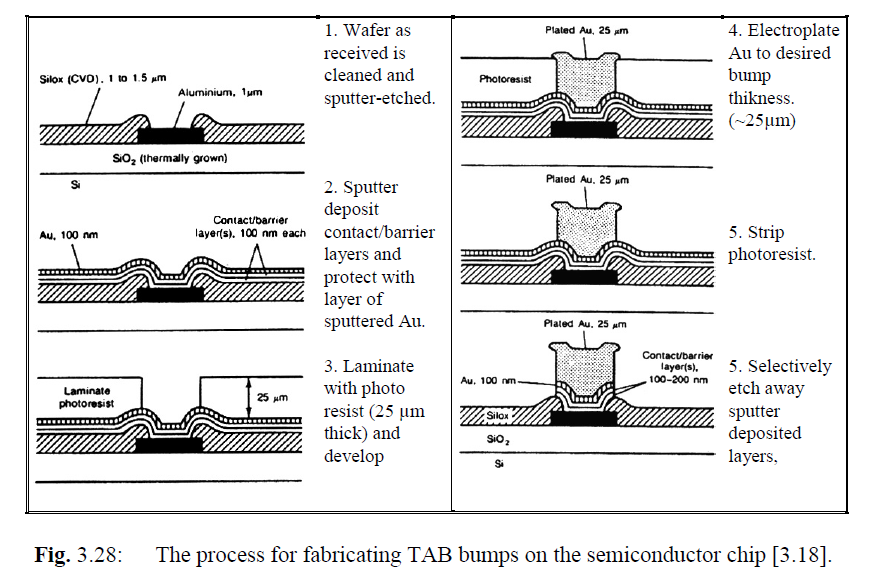 1. Wafer as
received is
cleaned and
sputter-etched.
Silox (CVD), 1 to 1.5 µm
Aluminium, 1µm
SiO2 (thermally grown)
Si
2. Sputter
deposit
contact/barrier
layers and
protect with
layer of
sputtered Au.
Au, 100 nm
Contact/barrier
layer(s), 100 nm each
3. Laminate
with photo
resist (25 µm
thick) and
develop
Laminate
photoresist
25 µm
Plated Au, 25 µm
Photoresist
4. Electroplate
Au to desired
bump
thikness.
(~25µm)
Plated Au, 25 µm
5. Strip
photoresist.
Plated Au, 25 µm
Au, 100 nm
Contact/barrier
layer(s),
100-200 nm
Silox
SiO2
Si
5. Selectively
etch away
sputter
deposited
layers,
Fig. 3.28: The process for fabricating TAB bumps on the semiconductor chip [3.18].